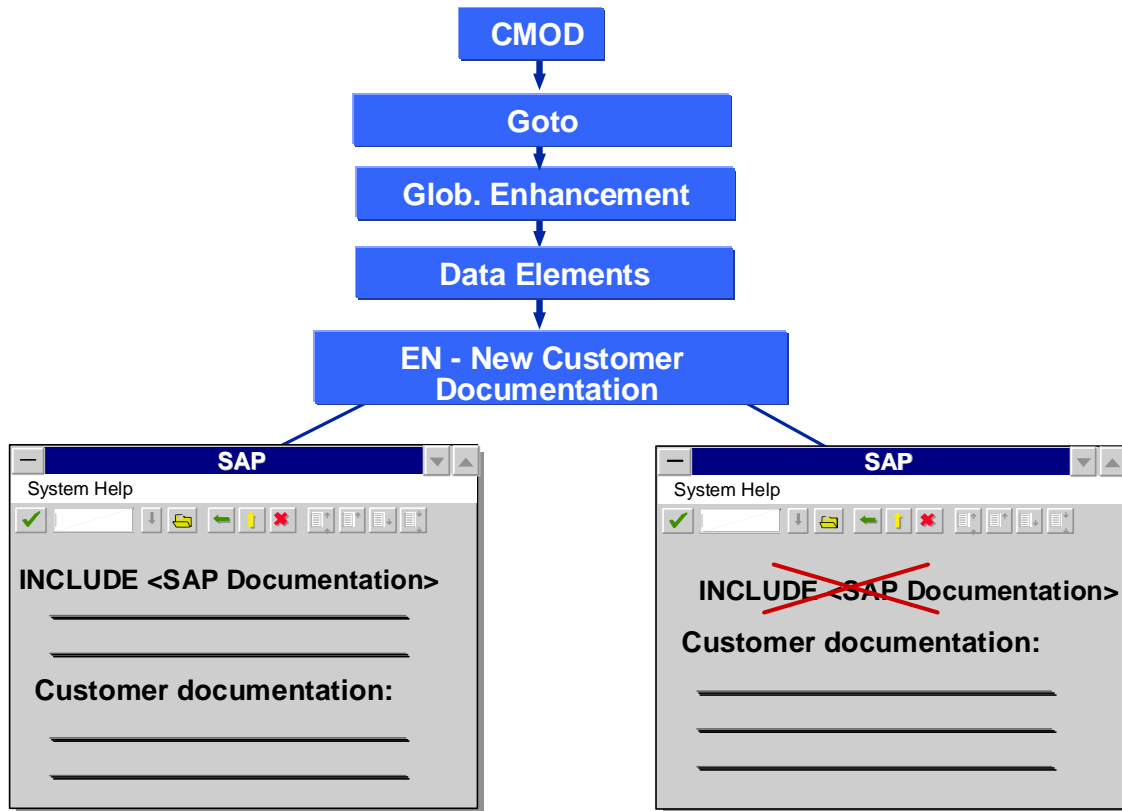 CMOD
Goto
Glob. Enhancement
Data Elements
EN - New Customer
Documentation
SAP
System Help
INCLUDE <SAP Documentation>
Customer documentation:
SAP
System Help
INCLUDE <SAP Documentation>
Customer documentation: